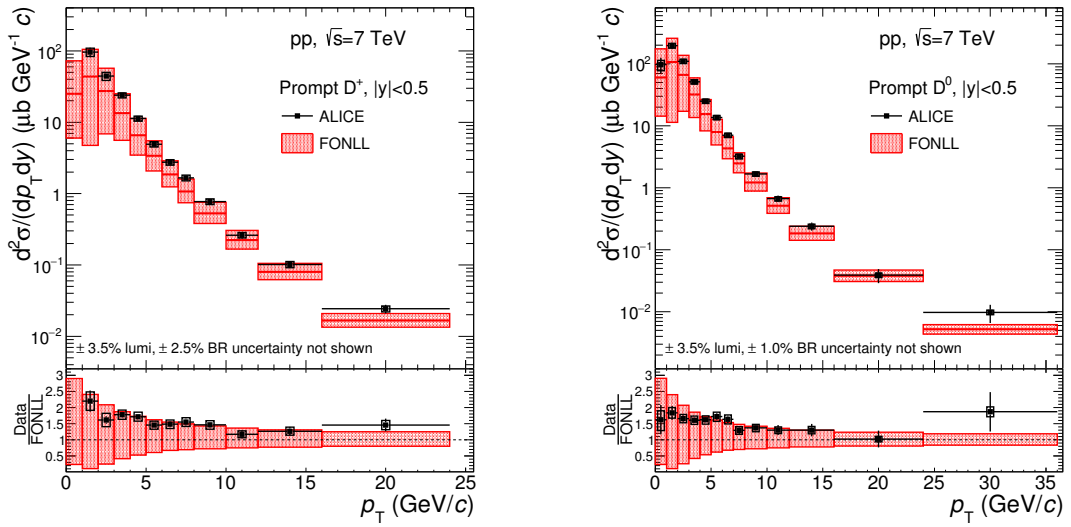 pp, √s=7 TeV
Prompt D⁺, |y|<0.5
ALICE
FONLL
d²σ/(dp_T dy) (μb GeV⁻¹ c)
10²
10
1
10⁻¹
10⁻²
± 3.5% lumi, ± 2.5% BR uncertainty not shown
Data/FONLL
3
2.5
2
1.5
1
0.5
0 5 10 15 20 25
p_T (GeV/c)
pp, √s=7 TeV
Prompt D⁰, |y|<0.5
ALICE
FONLL
d²σ/(dp_T dy) (μb GeV⁻¹ c)
10²
10
1
10⁻¹
10⁻²
± 3.5% lumi, ± 1.0% BR uncertainty not shown
Data/FONLL
3
2.5
2
1.5
1
0.5
0 5 10 15 20 25 30 35
p_T (GeV/c)